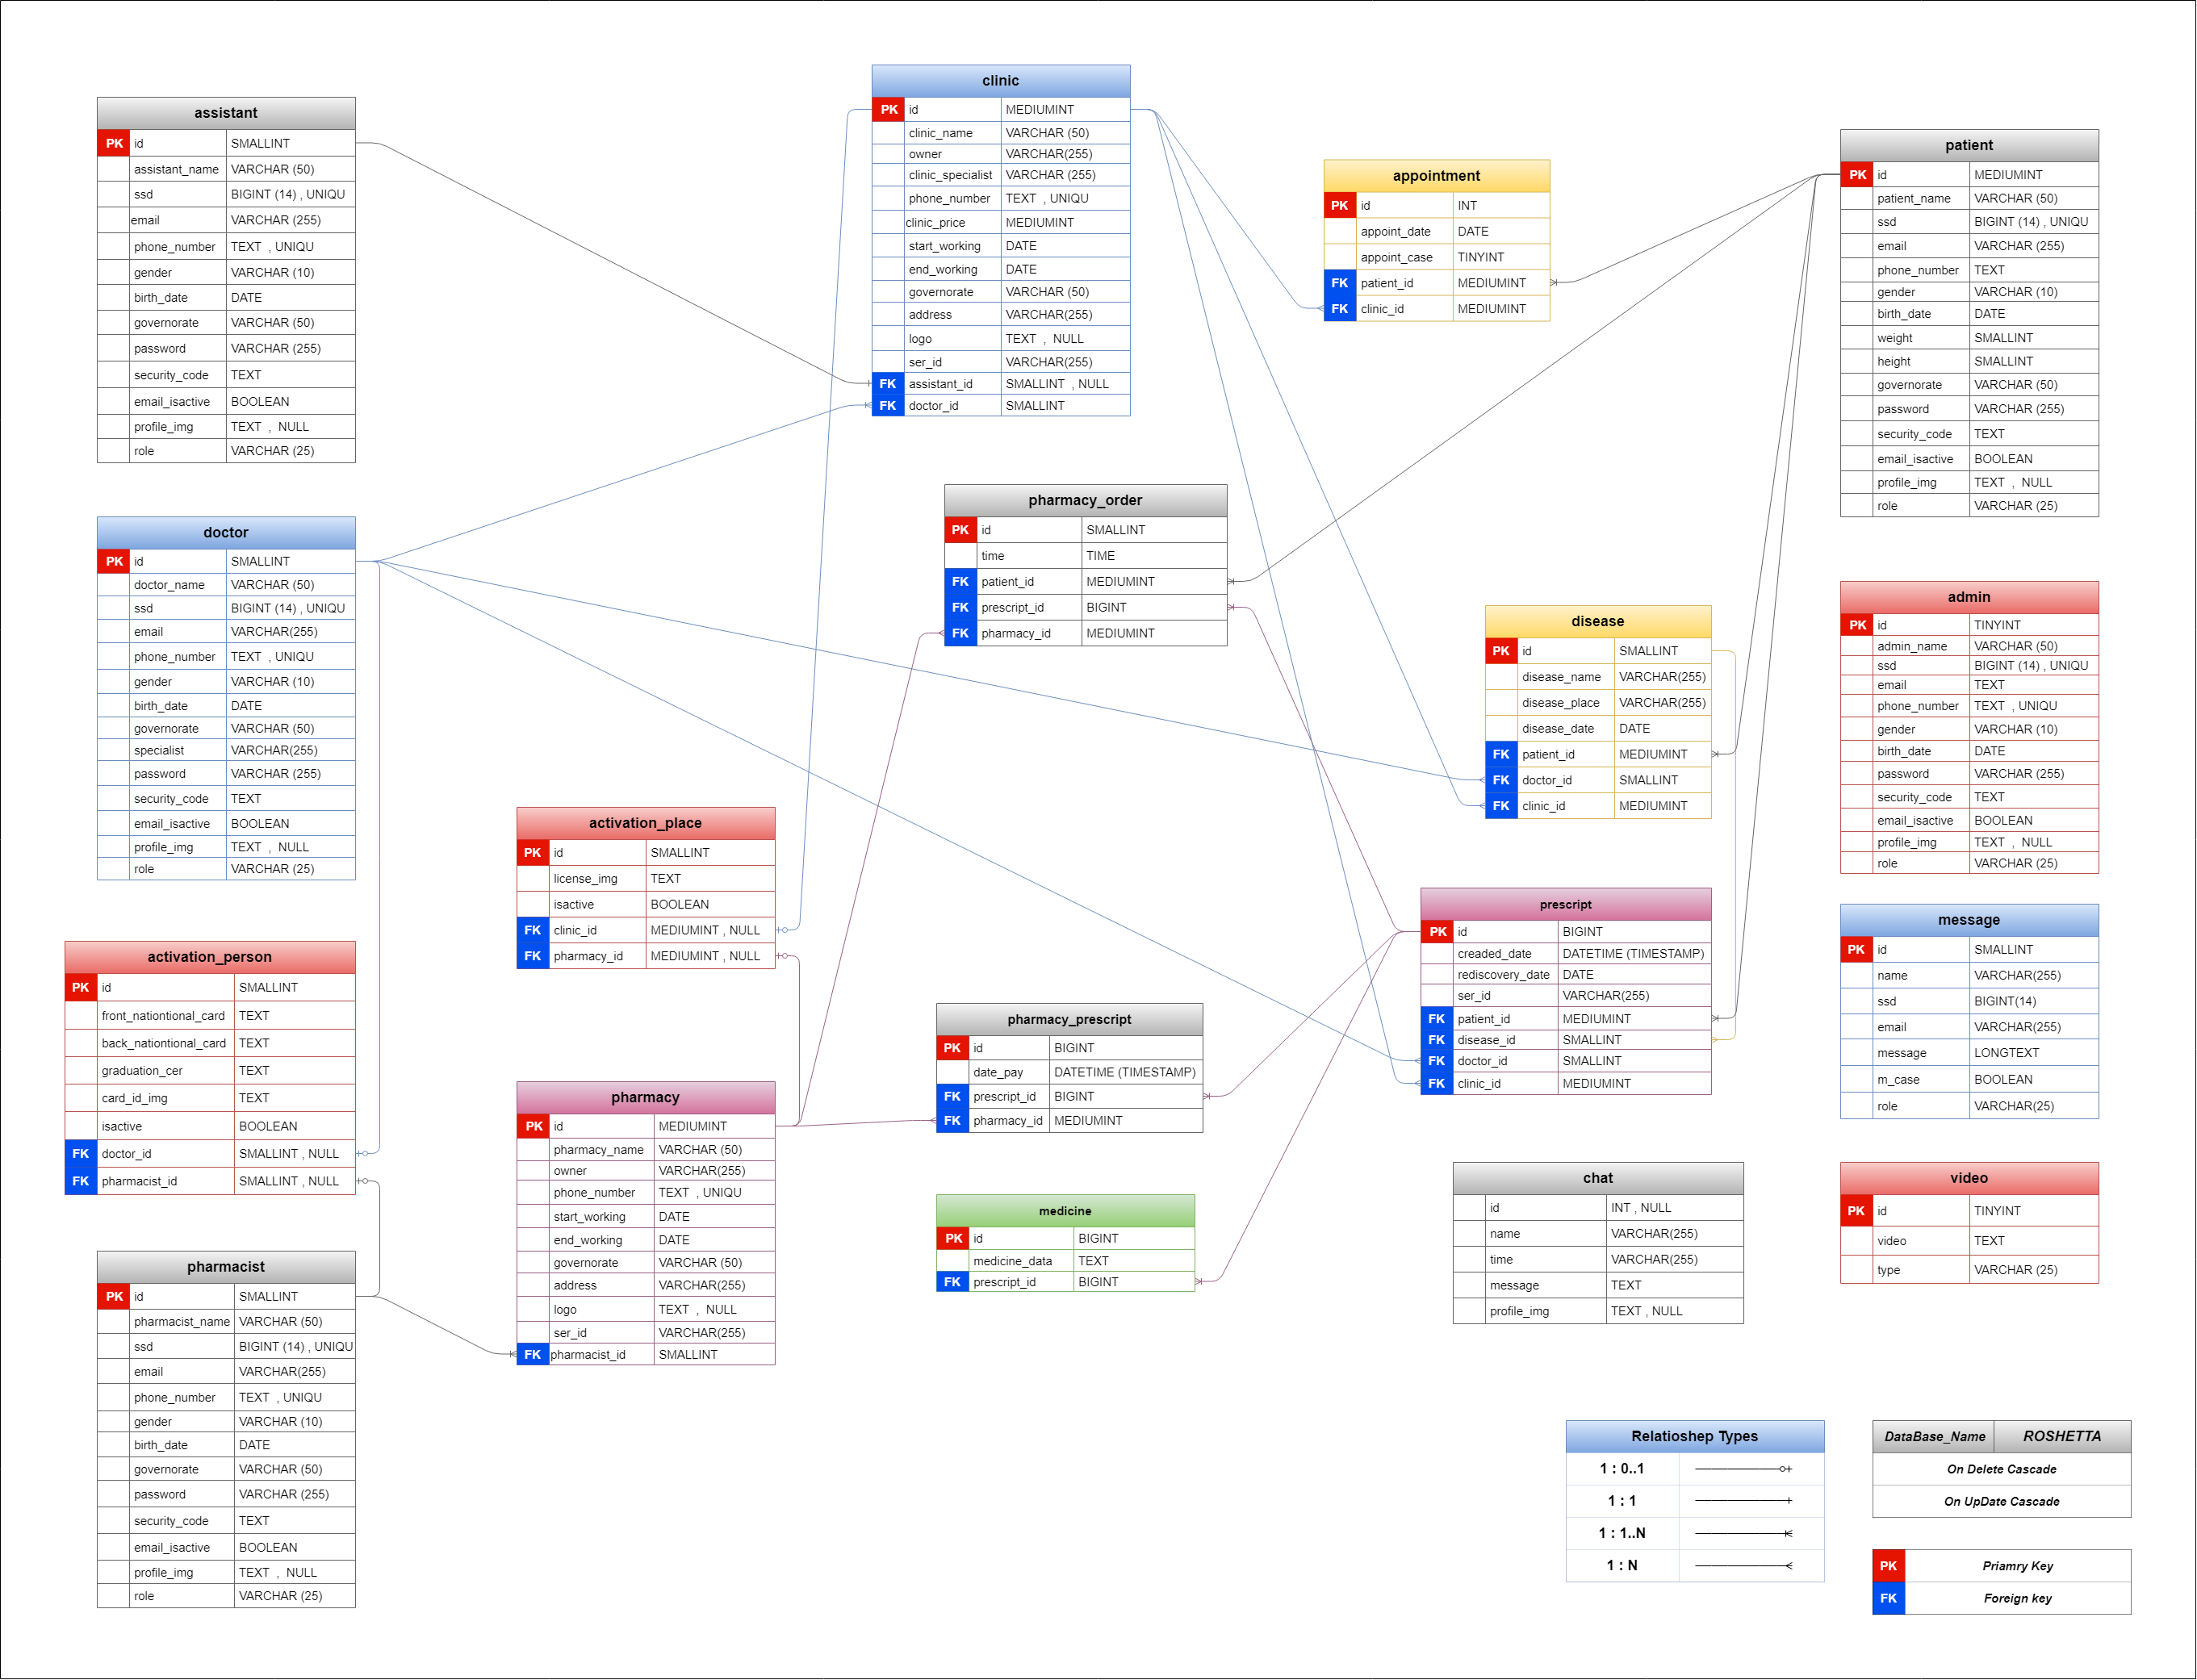 assistant
PK id SMALLINT
assistant_name VARCHAR (50)
ssd BIGINT (14) , UNIQU
email VARCHAR (255)
phone_number TEXT , UNIQU
gender VARCHAR (10)
birth_date DATE
governorate VARCHAR (50)
password VARCHAR (255)
security_code TEXT
email_isactive BOOLEAN
profile_img TEXT , NULL
role VARCHAR (25)
doctor
PK id SMALLINT
doctor_name VARCHAR (50)
ssd BIGINT (14) , UNIQU
email VARCHAR(255)
phone_number TEXT , UNIQU
gender VARCHAR (10)
birth_date DATE
governorate VARCHAR (50)
specialist VARCHAR(255)
password VARCHAR (255)
security_code TEXT
email_isactive BOOLEAN
profile_img TEXT , NULL
role VARCHAR (25)
activation_person
PK id SMALLINT
front_nationtional_card TEXT
back_nationtional_card TEXT
graduation_cer TEXT
card_id_img TEXT
isactive BOOLEAN
FK doctor_id SMALLINT , NULL
FK pharmacist_id SMALLINT , NULL
pharmacist
PK id SMALLINT
pharmacist_name VARCHAR (50)
ssd BIGINT (14) , UNIQU
email VARCHAR(255)
phone_number TEXT , UNIQU
gender VARCHAR (10)
birth_date DATE
governorate VARCHAR (50)
password VARCHAR (255)
security_code TEXT
email_isactive BOOLEAN
profile_img TEXT , NULL
role VARCHAR (25)
activation_place
PK id SMALLINT
license_img TEXT
isactive BOOLEAN
FK clinic_id MEDIUMINT , NULL
FK pharmacy_id MEDIUMINT , NULL
pharmacy
PK id MEDIUMINT
pharmacy_name VARCHAR (50)
owner VARCHAR(255)
phone_number TEXT , UNIQU
start_working DATE
end_working DATE
governorate VARCHAR (50)
address VARCHAR(255)
logo TEXT , NULL
ser_id VARCHAR(255)
FK pharmacist_id SMALLINT
clinic
PK id MEDIUMINT
clinic_name VARCHAR (50)
owner VARCHAR(255)
clinic_specialist VARCHAR (255)
phone_number TEXT , UNIQU
clinic_price MEDIUMINT
start_working DATE
end_working DATE
governorate VARCHAR (50)
address VARCHAR(255)
logo TEXT , NULL
ser_id VARCHAR(255)
FK assistant_id SMALLINT , NULL
FK doctor_id SMALLINT
pharmacy_order
PK id SMALLINT
time TIME
FK patient_id MEDIUMINT
FK prescript_id BIGINT
FK pharmacy_id MEDIUMINT
pharmacy_prescript
PK id BIGINT
date_pay DATETIME (TIMESTAMP)
FK prescript_id BIGINT
FK pharmacy_id MEDIUMINT
medicine
PK id BIGINT
medicine_data TEXT
FK prescript_id BIGINT
appointment
PK id INT
appoint_date DATE
appoint_case TINYINT
FK patient_id MEDIUMINT
FK clinic_id MEDIUMINT
disease
PK id SMALLINT
disease_name VARCHAR(255)
disease_place VARCHAR(255)
disease_date DATE
FK patient_id MEDIUMINT
FK doctor_id SMALLINT
FK clinic_id MEDIUMINT
prescript
PK id BIGINT
creaded_date DATETIME (TIMESTAMP)
rediscovery_date DATE
ser_id VARCHAR(255)
FK patient_id MEDIUMINT
FK disease_id SMALLINT
FK doctor_id SMALLINT
FK clinic_id MEDIUMINT
chat
id INT , NULL
name VARCHAR(255)
time VARCHAR(255)
message TEXT
profile_img TEXT , NULL
patient
PK id MEDIUMINT
patient_name VARCHAR (50)
ssd BIGINT (14) , UNIQU
email VARCHAR (255)
phone_number TEXT
gender VARCHAR (10)
birth_date DATE
weight SMALLINT
height SMALLINT
governorate VARCHAR (50)
password VARCHAR (255)
security_code TEXT
email_isactive BOOLEAN
profile_img TEXT , NULL
role VARCHAR (25)
admin
PK id TINYINT
admin_name VARCHAR (50)
ssd BIGINT (14) , UNIQU
email TEXT
phone_number TEXT , UNIQU
gender VARCHAR (10)
birth_date DATE
password VARCHAR (255)
security_code TEXT
email_isactive BOOLEAN
profile_img TEXT , NULL
role VARCHAR (25)
message
PK id SMALLINT
name VARCHAR(255)
ssd BIGINT(14)
email VARCHAR(255)
message LONGTEXT
m_case BOOLEAN
role VARCHAR(25)
video
PK id TINYINT
video TEXT
type VARCHAR (25)
Relatioshep Types
1 : 0..1
1 : 1
1 : 1..N
1 : N
DataBase_Name ROSHETTA
On Delete Cascade
On UpDate Cascade
PK Priamry Key
FK Foreign key